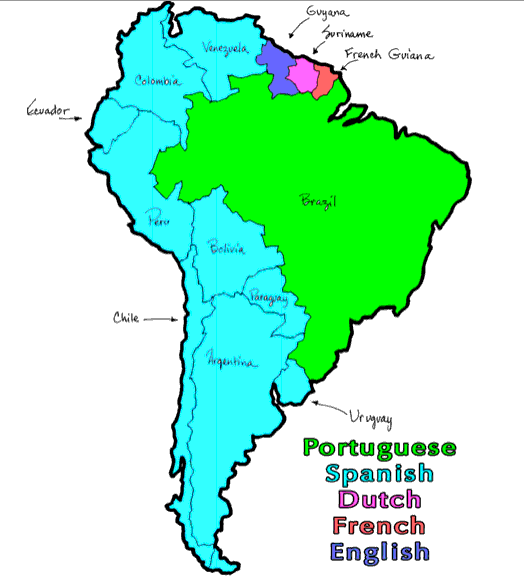 Guyana
Suriname
French Guiana
Venezuela
Colombia
Ecuador
Brazil
Peru
Bolivia
Paraguay
Chile
Argentina
Uruguay
Portuguese
Spanish
Dutch
French
English